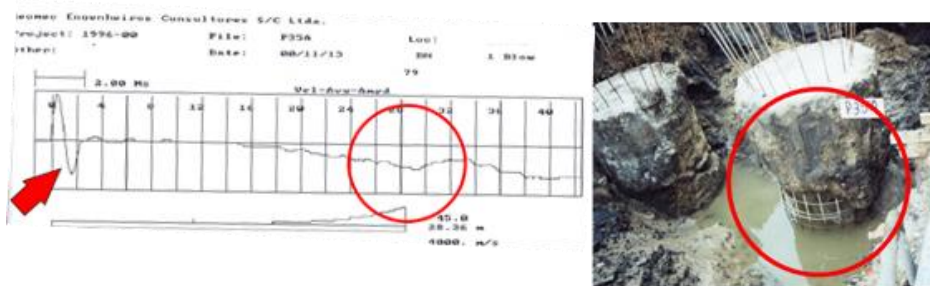 Geomec Engenheiros Consultores S/C Ltda.
Project: 1996-00 File: P35A Loc:
Other: Date: 00/11/13 BN 1 Blow
79
2.00 Ms Vel-Avg-Ampd
0 4 8 12 16 20 24 28 32 36 40
45.0
28.36 m
4000. m/s